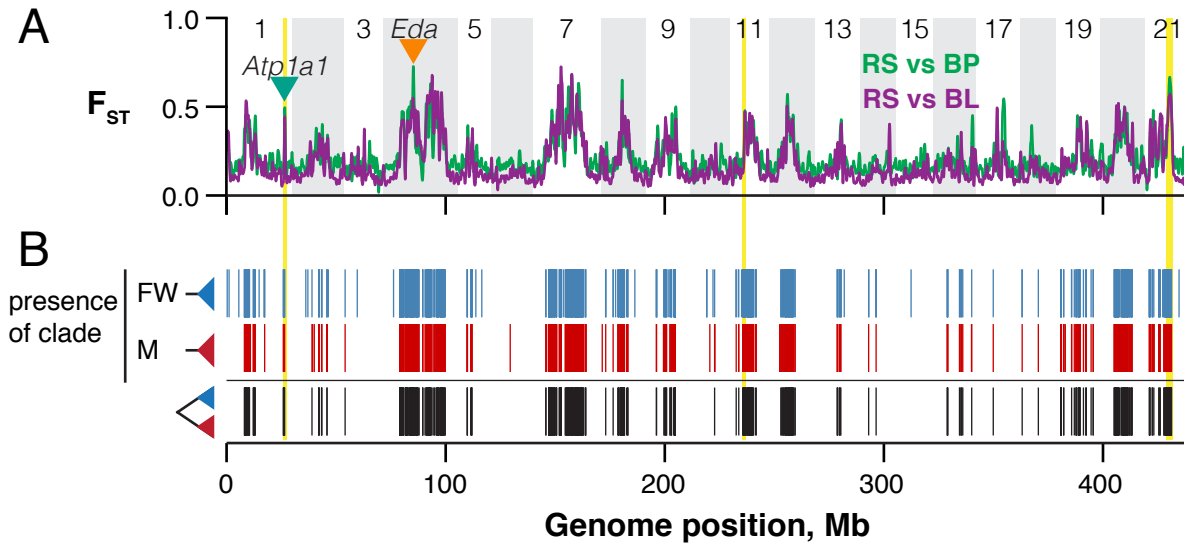 A
1.0
1
3
Eda
5
7
9
11
13
15
17
19
21
Atp1a1
RS vs BP
RS vs BL
FST
0.5
0.0
B
presence
of clade
FW
M
0
100
200
300
400
Genome position, Mb